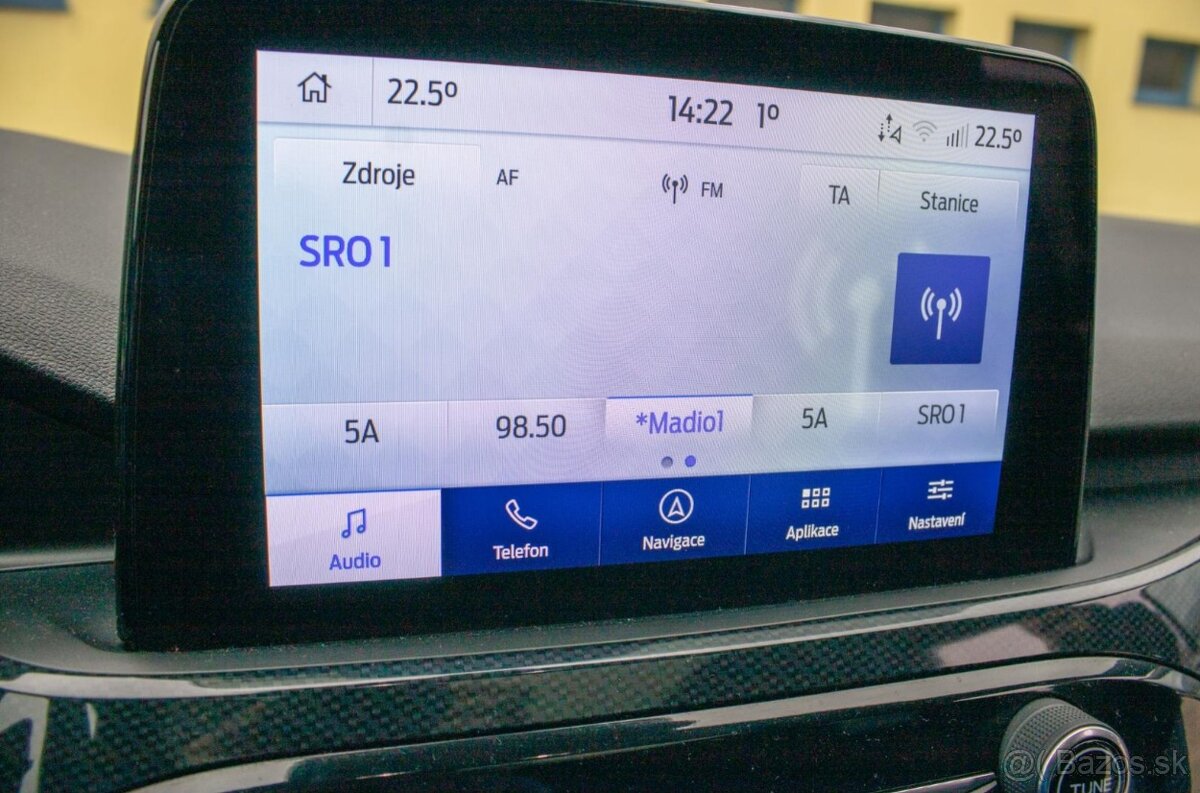 22.5° 14:22 1° 22.5°
Zdroje AF FM TA Stanice
SRO 1
5A 98.50 *Madio1 5A SRO 1
Audio Telefon Navigace Aplikace Nastavení
TUNE
@ Bazos.sk